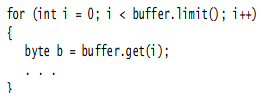 for (int i = 0; i < buffer.limit(); i++)
{
byte b = buffer.get(i);
. . .
}